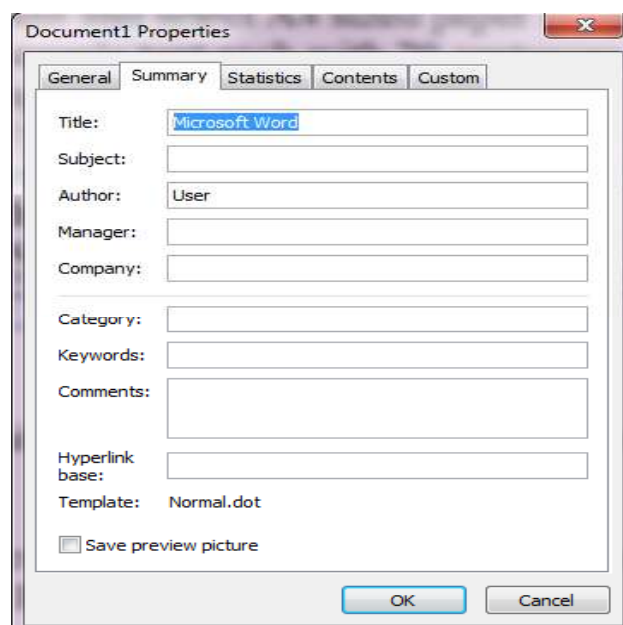 Document1 Properties
General Summary Statistics Contents Custom
Title: Microsoft Word
Subject:
Author: User
Manager:
Company:
Category:
Keywords:
Comments:
Hyperlink
base:
Template: Normal.dot
Save preview picture
OK Cancel